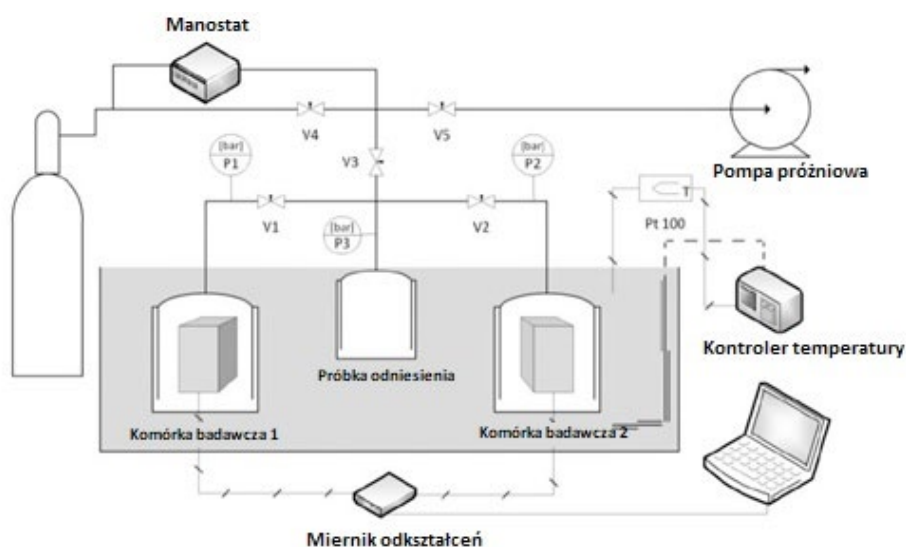 Manostat
V4
V5
[bar]
P1
V3
[bar]
P2
Pompa próżniowa
V1
V2
[bar]
P3
T
Pt 100
Kontroler temperatury
Próbka odniesienia
Komórka badawcza 1
Komórka badawcza 2
Miernik odkształceń